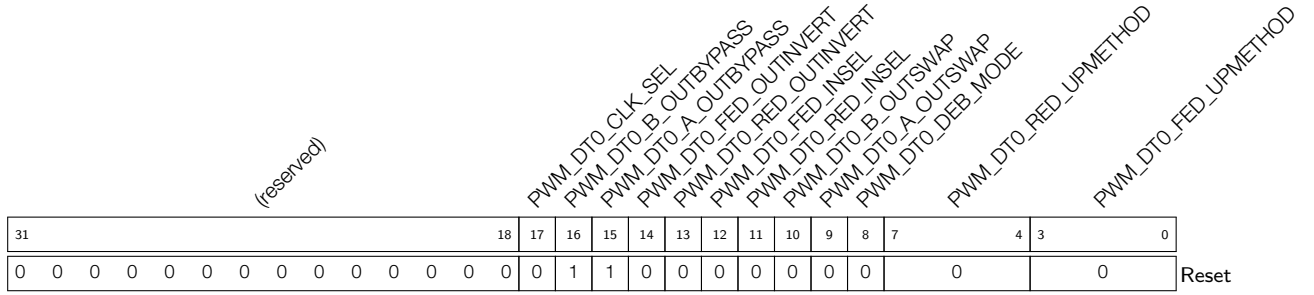 (reserved)
PWM_DT0_CLK_SEL
PWM_DT0_B_OUTBYPASS
PWM_DT0_A_OUTBYPASS
PWM_DT0_FED_OUTINVERT
PWM_DT0_RED_OUTINVERT
PWM_DT0_FED_INSEL
PWM_DT0_RED_INSEL
PWM_DT0_B_OUTSWAP
PWM_DT0_A_OUTSWAP
PWM_DT0_DEB_MODE
PWM_DT0_RED_UPMETHOD
PWM_DT0_FED_UPMETHOD
31 18 17 16 15 14 13 12 11 10 9 8 7 4 3 0
0 0 0 0 0 0 0 0 0 0 0 0 0 0 0 1 1 0 0 0 0 0 0 0 0 0 Reset